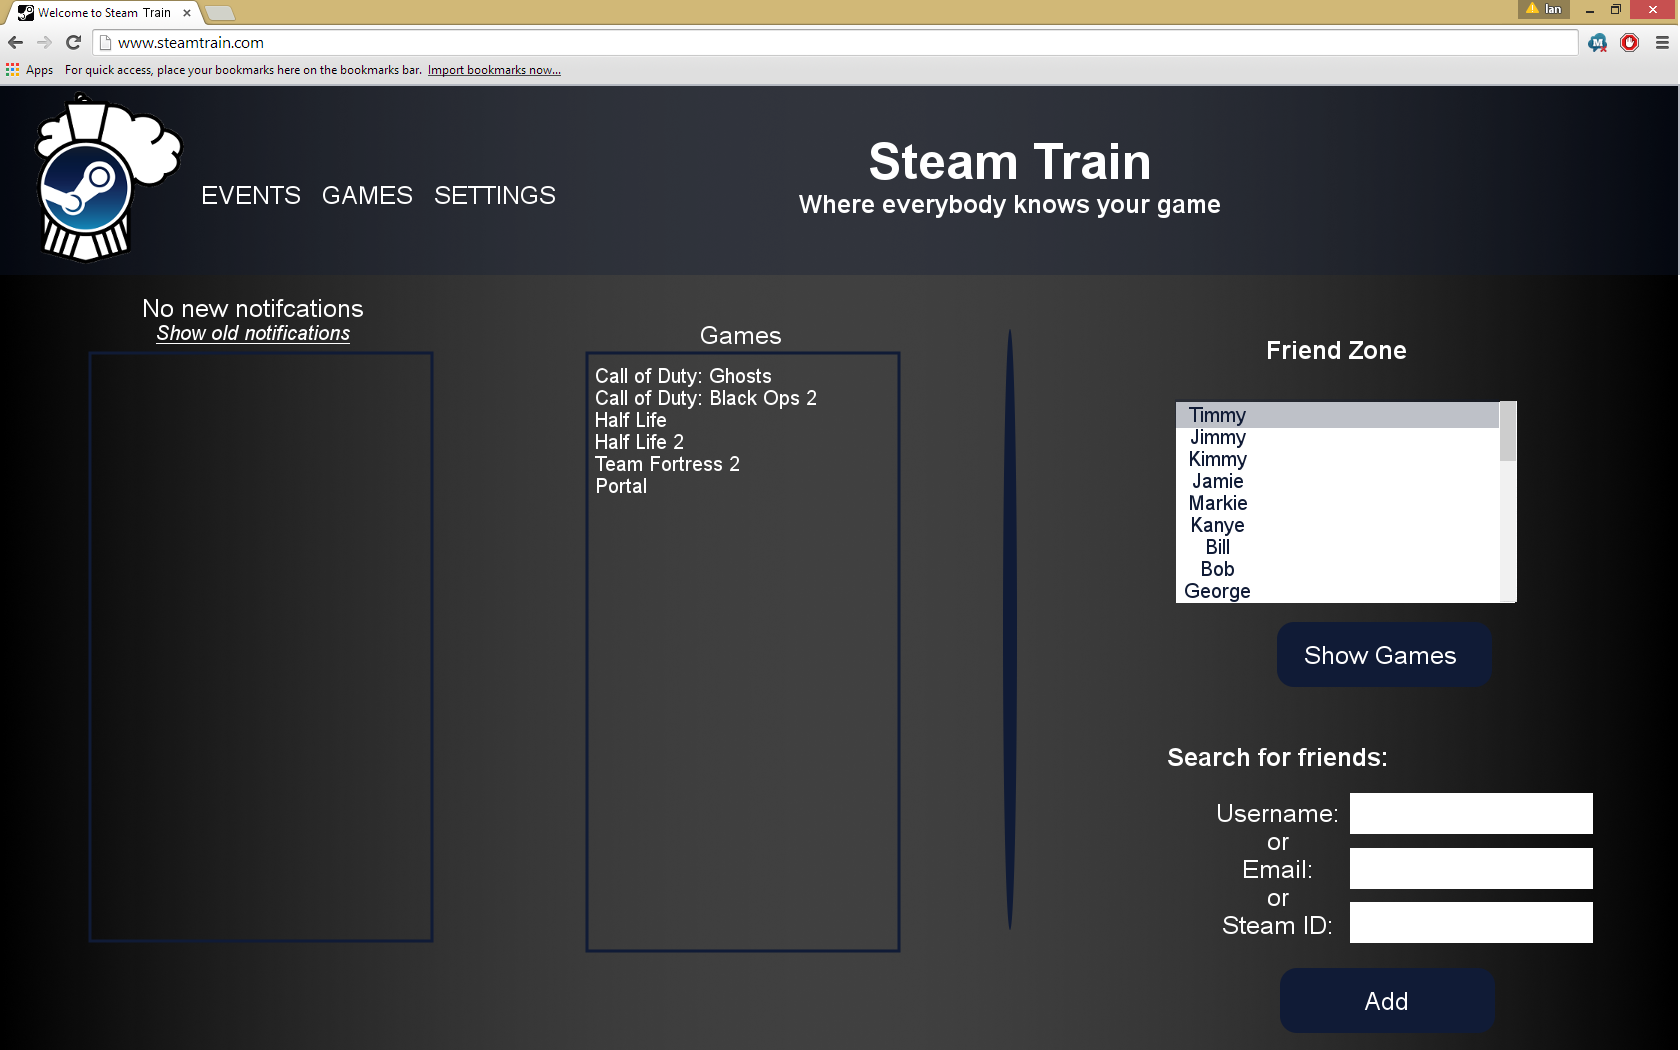 Welcome to Steam Train
Ian
www.steamtrain.com
Apps For quick access, place your bookmarks here on the bookmarks bar. Import bookmarks now...
EVENTS GAMES SETTINGS
Steam Train
Where everybody knows your game
No new notifcations
Show old notifications
Games
Call of Duty: Ghosts
Call of Duty: Black Ops 2
Half Life
Half Life 2
Team Fortress 2
Portal
Friend Zone
Timmy
Jimmy
Kimmy
Jamie
Markie
Kanye
Bill
Bob
George
Show Games
Search for friends:
Username:
or
Email:
or
Steam ID:
Add